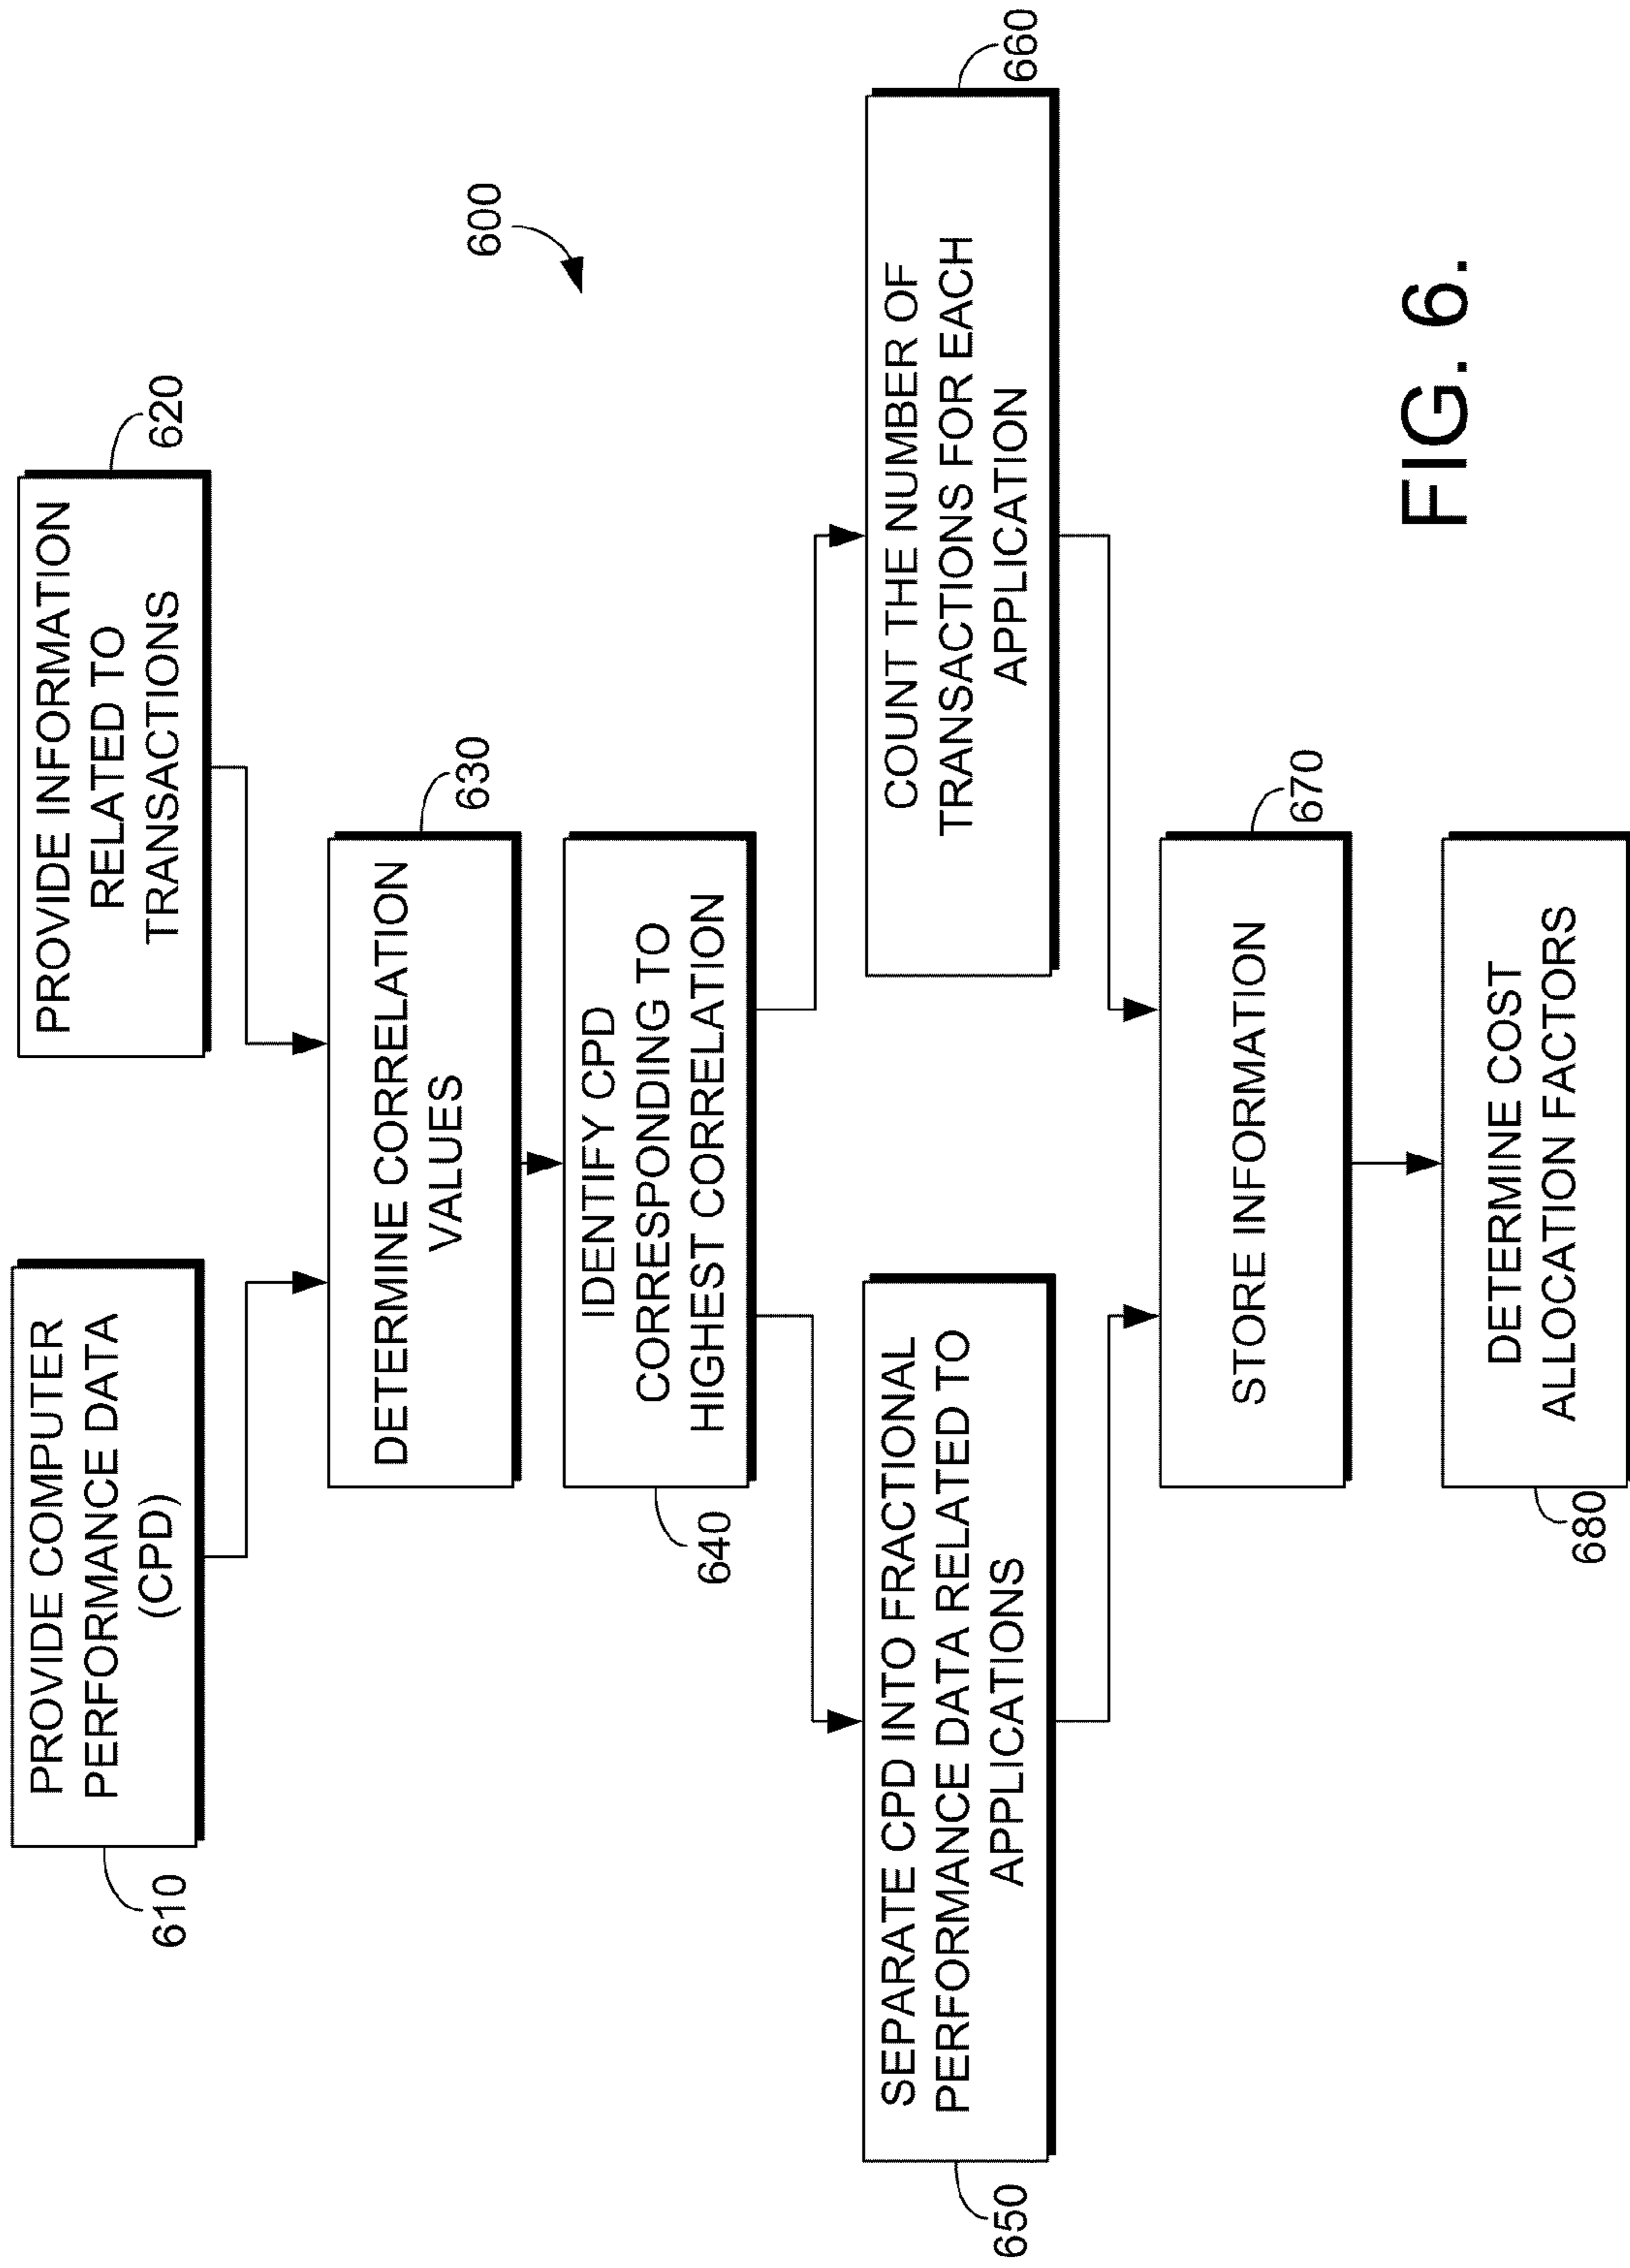 PROVIDE COMPUTER
PERFORMANCE DATA
(CPD)
610
PROVIDE INFORMATION
RELATED TO
TRANSACTIONS
620
DETERMINE CORRELATION
VALUES
630
600
IDENTIFY CPD
CORRESPONDING TO
HIGHEST CORRELATION
640
SEPARATE CPD INTO FRACTIONAL
PERFORMANCE DATA RELATED TO
APPLICATIONS
650
COUNT THE NUMBER OF
TRANSACTIONS FOR EACH
APPLICATION
660
STORE INFORMATION
670
DETERMINE COST
ALLOCATION FACTORS
680
FIG. 6.